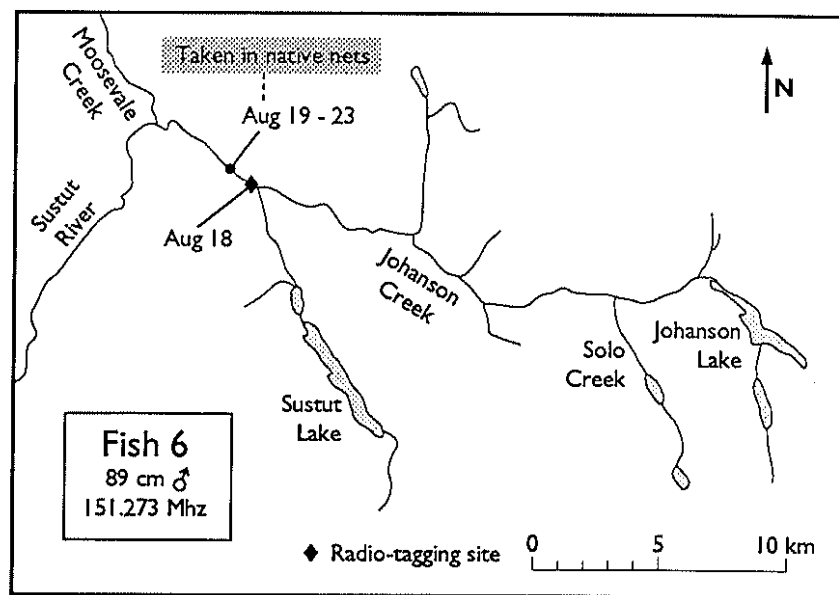 Taken in native nets
Moosevale
Creek
Aug 19 - 23
N
Sustut
River
Aug 18
Johanson
Creek
Solo
Creek
Johanson
Lake
Sustut
Lake
Fish 6
89 cm ♂
151.273 Mhz
♦ Radio-tagging site
0 5 10 km